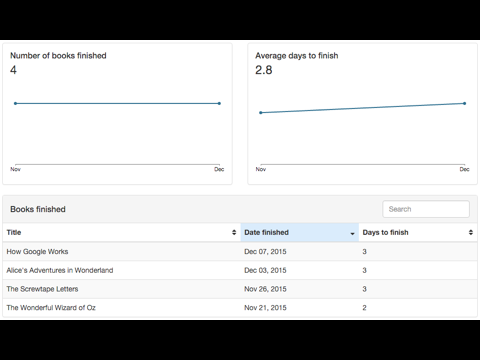 Number of books finished
4
Nov Dec
Average days to finish
2.8
Nov Dec
Books finished Search
Title Date finished Days to finish
How Google Works Dec 07, 2015 3
Alice's Adventures in Wonderland Dec 03, 2015 3
The Screwtape Letters Nov 26, 2015 3
The Wonderful Wizard of Oz Nov 21, 2015 2